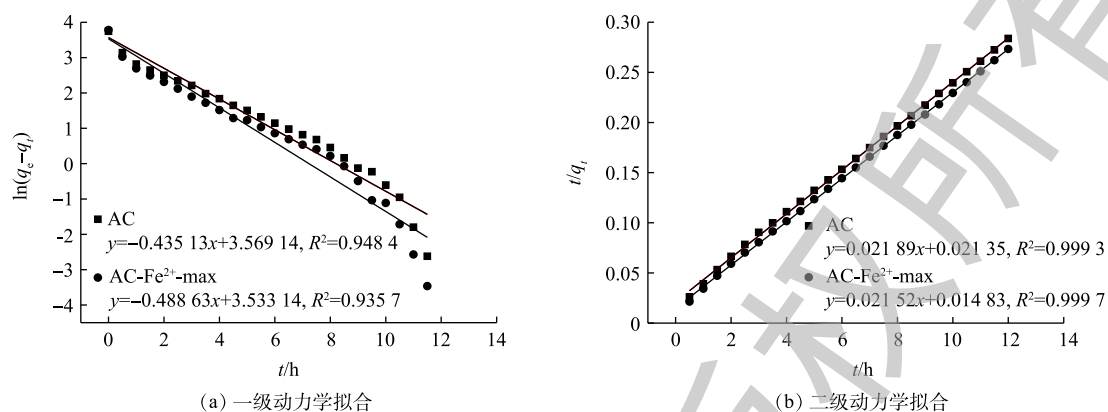 4
3
2
1
0
-1
-2
-3
-4
ln(qₑ-qₜ)
■ AC
y=-0.435 13x+3.569 14, R²=0.948 4
● AC-Fe²⁺-max
y=-0.488 63x+3.533 14, R²=0.935 7
0 2 4 6 8 10 12 14
t/h
(a) 一级动力学拟合
0.30
0.25
0.20
0.15
0.10
0.05
0
t/qₜ
■ AC
y=0.021 89x+0.021 35, R²=0.999 3
● AC-Fe²⁺-max
y=0.021 52x+0.014 83, R²=0.999 7
0 2 4 6 8 10 12 14
t/h
(b) 二级动力学拟合
权所有